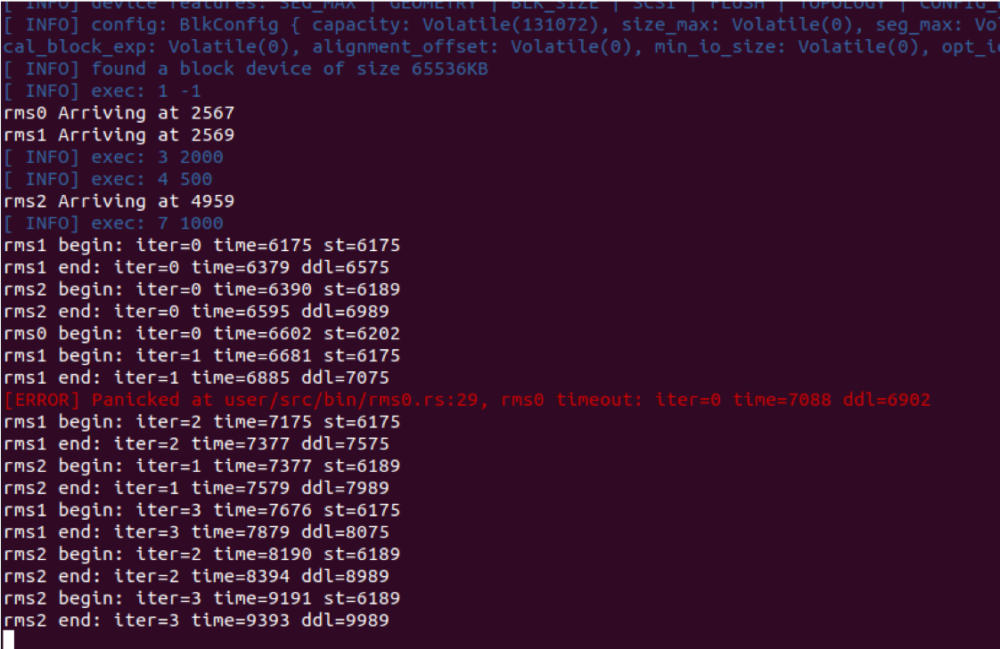 [ INFO] device features: SEG_MAX | GEOMETRY | BLK_SIZE | SCSI | FLUSH | TOPOLOGY | CONFIG_
[ INFO] config: BlkConfig { capacity: Volatile(131072), size_max: Volatile(0), seg_max: Vo
cal_block_exp: Volatile(0), alignment_offset: Volatile(0), min_io_size: Volatile(0), opt_i
[ INFO] found a block device of size 65536KB
[ INFO] exec: 1 -1
rms0 Arriving at 2567
rms1 Arriving at 2569
[ INFO] exec: 3 2000
[ INFO] exec: 4 500
rms2 Arriving at 4959
[ INFO] exec: 7 1000
rms1 begin: iter=0 time=6175 st=6175
rms1 end: iter=0 time=6379 ddl=6575
rms2 begin: iter=0 time=6390 st=6189
rms2 end: iter=0 time=6595 ddl=6989
rms0 begin: iter=0 time=6602 st=6202
rms1 begin: iter=1 time=6681 st=6175
rms1 end: iter=1 time=6885 ddl=7075
[ERROR] Panicked at user/src/bin/rms0.rs:29, rms0 timeout: iter=0 time=7088 ddl=6902
rms1 begin: iter=2 time=7175 st=6175
rms1 end: iter=2 time=7377 ddl=7575
rms2 begin: iter=1 time=7377 st=6189
rms2 end: iter=1 time=7579 ddl=7989
rms1 begin: iter=3 time=7676 st=6175
rms1 end: iter=3 time=7879 ddl=8075
rms2 begin: iter=2 time=8190 st=6189
rms2 end: iter=2 time=8394 ddl=8989
rms2 begin: iter=3 time=9191 st=6189
rms2 end: iter=3 time=9393 ddl=9989